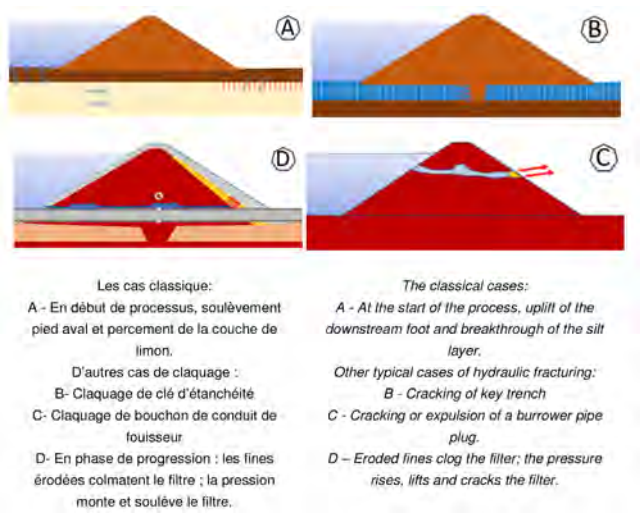 A
B
D
C
Les cas classique:
A - En début de processus, soulèvement
pied aval et percement de la couche de
limon.
D'autres cas de claquage :
B- Claquage de clé d'étanchéité
C- Claquage de bouchon de conduit de
fouisseur
D- En phase de progression : les fines
érodées colmatent le filtre ; la pression
monte et soulève le filtre.
The classical cases:
A - At the start of the process, uplift of the
downstream foot and breakthrough of the silt
layer.
Other typical cases of hydraulic fracturing:
B - Cracking of key trench
C - Cracking or expulsion of a burrower pipe
plug.
D – Eroded fines clog the filter; the pressure
rises, lifts and cracks the filter.